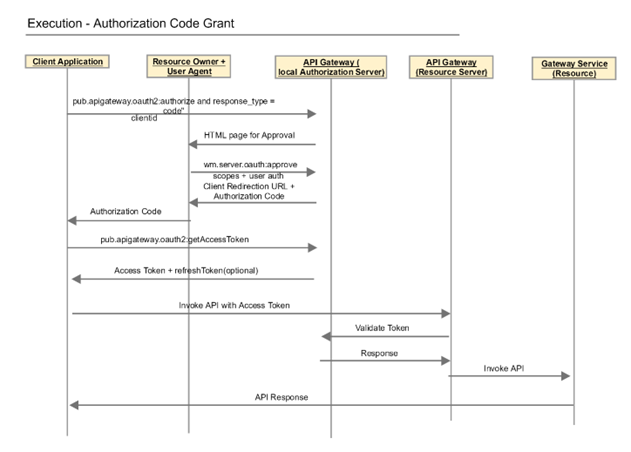 Execution - Authorization Code Grant
Client Application
Resource Owner +
User Agent
API Gateway (
local Authorization Server)
API Gateway
(Resource Server)
Gateway Service
(Resource)
pub.apigateway.oauth2:authorize and response_type =
code"
clientid
HTML page for Approval
wm.server.oauth:approve
scopes + user auth
Client Redirection URL +
Authorization Code
Authorization Code
pub.apigateway.oauth2:getAccessToken
Access Token + refreshToken(optional)
Invoke API with Access Token
Validate Token
Response
Invoke API
API Response